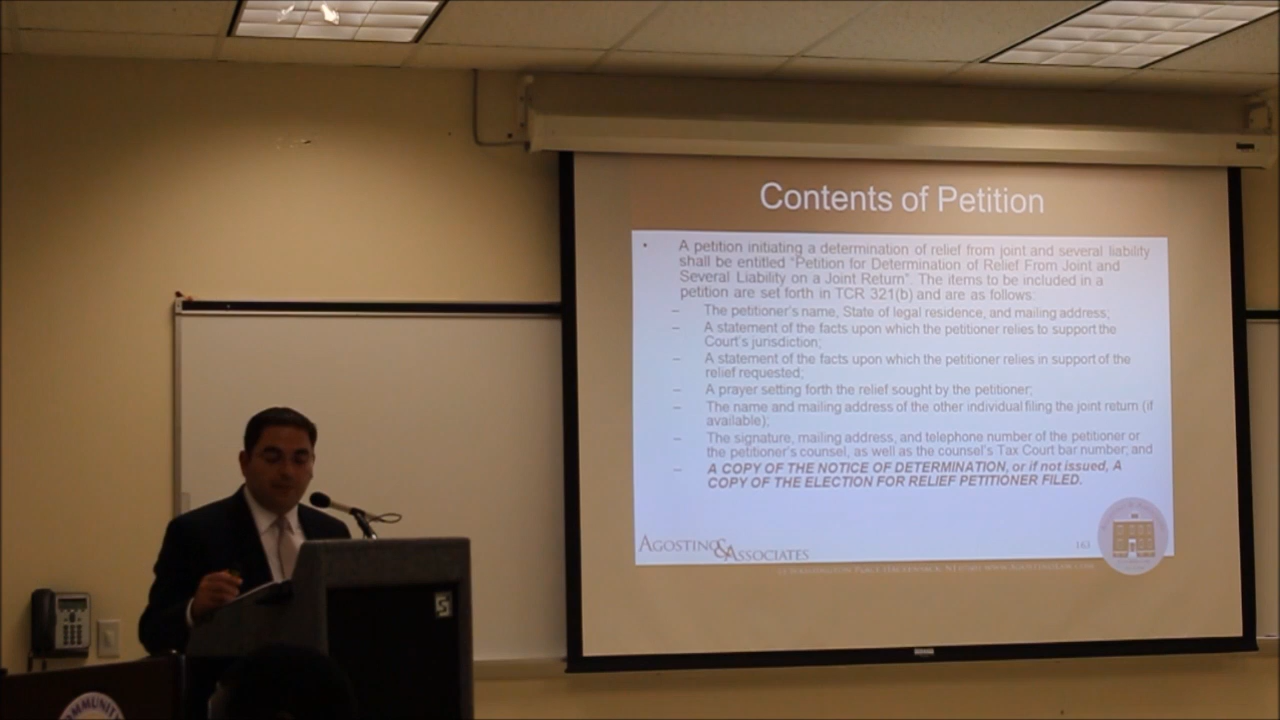 Contents of Petition
• A petition initiating a determination of relief from joint and several liability
shall be entitled "Petition for Determination of Relief From Joint and
Several Liability on a Joint Return". The items to be included in a
petition are set forth in TCR 321(b) and are as follows:
– The petitioner's name, State of legal residence, and mailing address;
– A statement of the facts upon which the petitioner relies to support the
Court's jurisdiction;
– A statement of the facts upon which the petitioner relies in support of the
relief requested;
– A prayer setting forth the relief sought by the petitioner;
– The name and mailing address of the other individual filing the joint return (if
available);
– The signature, mailing address, and telephone number of the petitioner or
the petitioner's counsel, as well as the counsel's Tax Court bar number; and
– A COPY OF THE NOTICE OF DETERMINATION, or if not issued, A
COPY OF THE ELECTION FOR RELIEF PETITIONER FILED.
AGOSTINO & ASSOCIATES
163
S